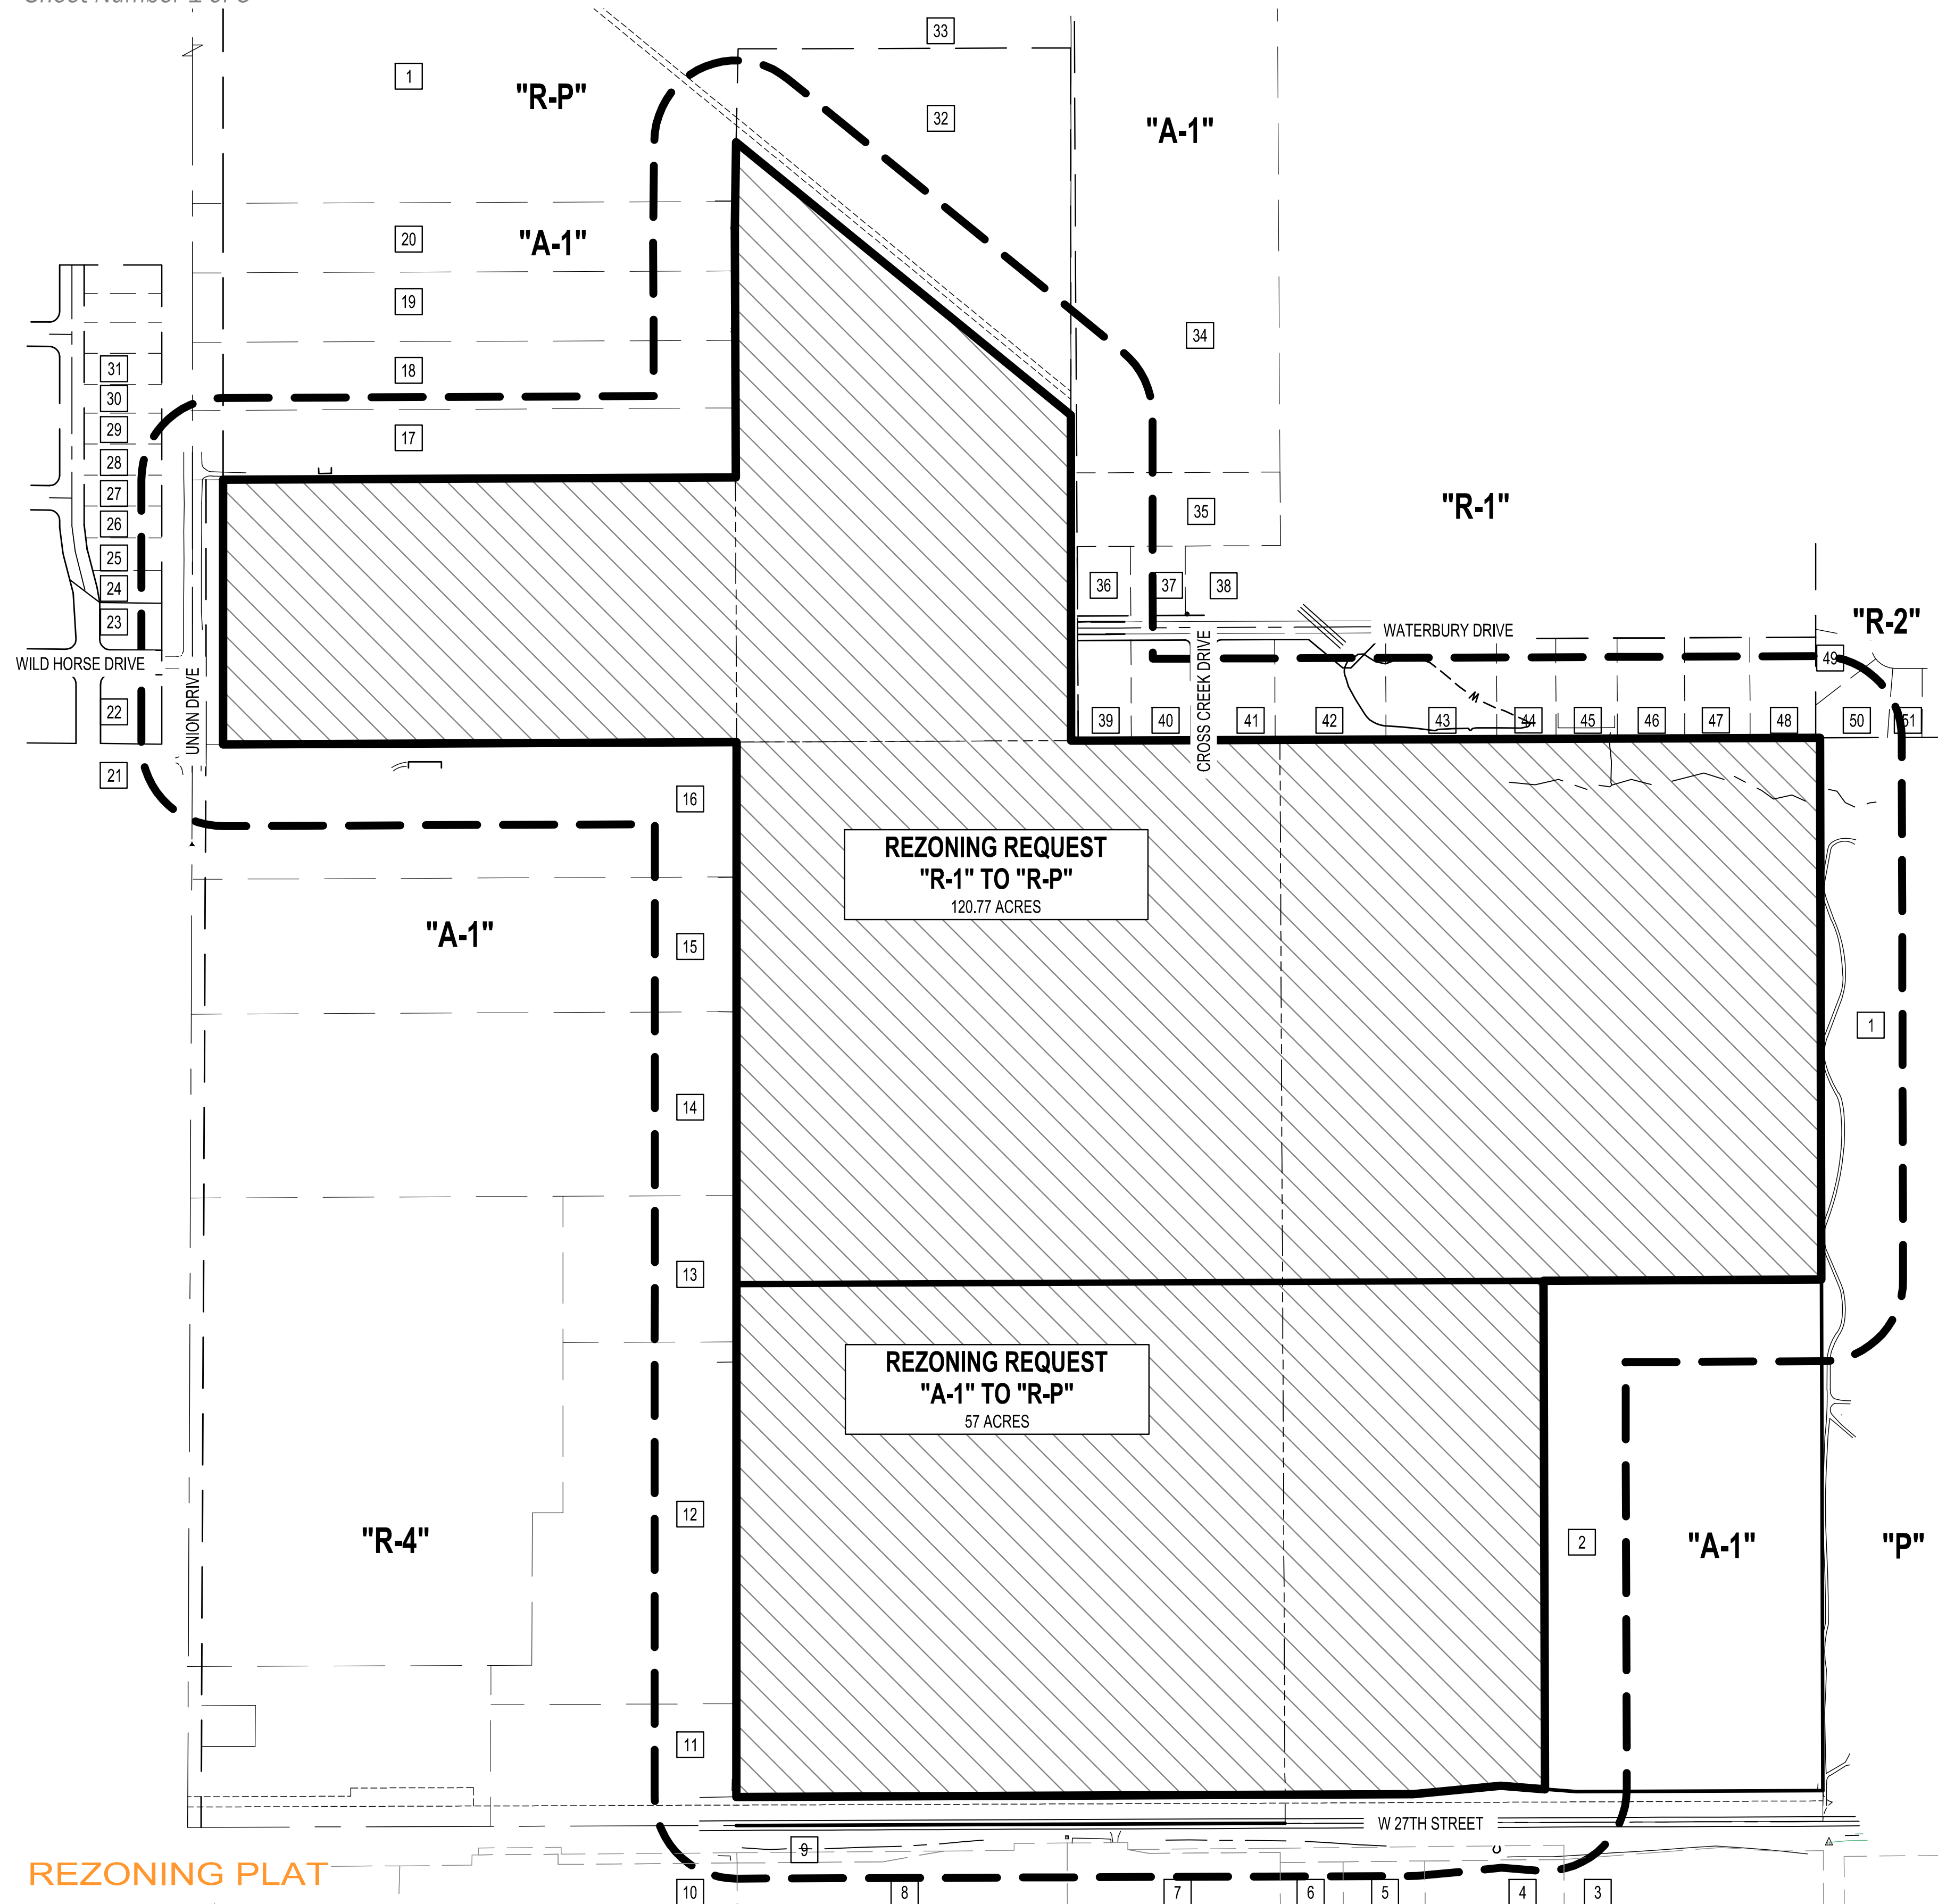 33
1
"R-P"
32
"A-1"
20
"A-1"
19
34
31
18
30
29
17
28
27
26
35
"R-1"
25
24
36
37
38
23
"R-2"
WATERBURY DRIVE
WILD HORSE DRIVE
49
UNION DRIVE
CROSS CREEK DRIVE
22
39
40
41
42
43
44
45
46
47
48
50
51
21
16
REZONING REQUEST
"R-1" TO "R-P"
120.77 ACRES
"A-1"
15
1
14
13
REZONING REQUEST
"A-1" TO "R-P"
57 ACRES
12
"R-4"
2
"A-1"
"P"
11
W 27TH STREET
9
REZONING PLAT
10
8
7
6
5
4
3